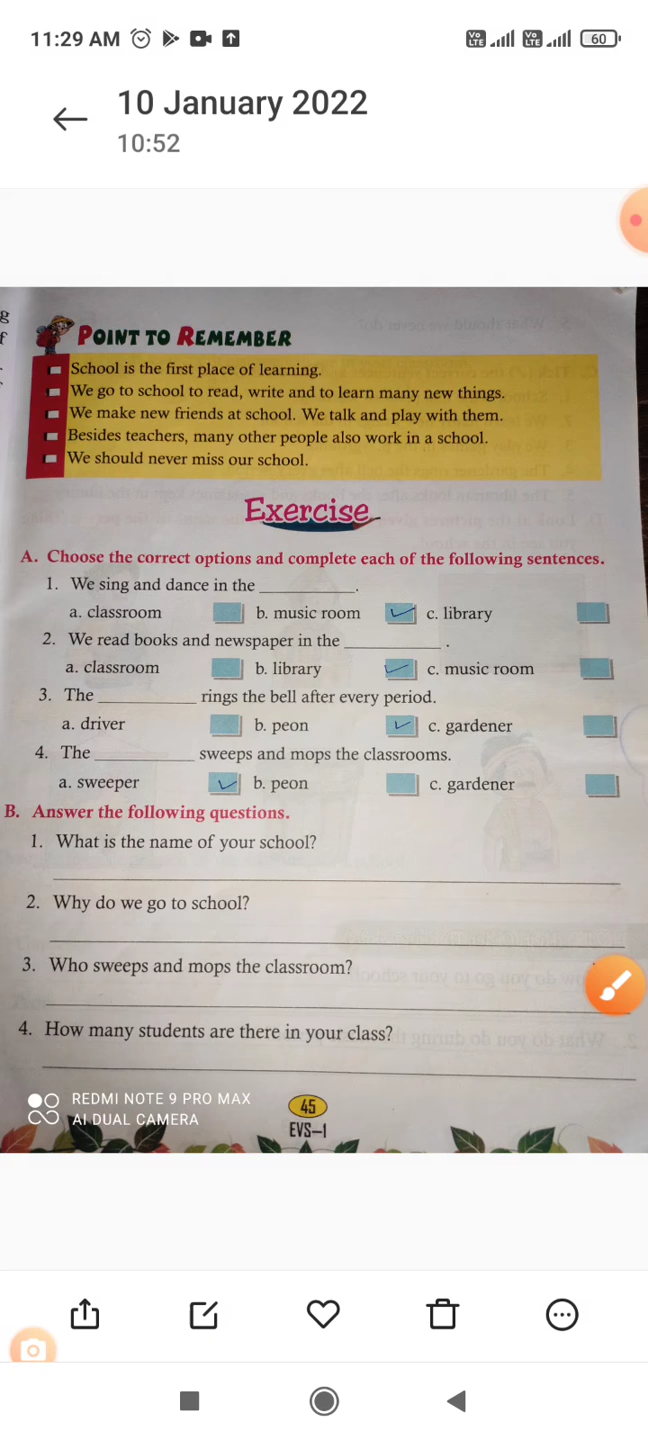 11:29 AM
Vo LTE Vo LTE 60
10 January 2022
10:52
g
f
POINT TO REMEMBER
School is the first place of learning.
We go to school to read, write and to learn many new things.
We make new friends at school. We talk and play with them.
Besides teachers, many other people also work in a school.
We should never miss our school.
Exercise
A. Choose the correct options and complete each of the following sentences.
1. We sing and dance in the __________.
a. classroom b. music room c. library
2. We read books and newspaper in the __________ .
a. classroom b. library c. music room
3. The __________ rings the bell after every period.
a. driver b. peon c. gardener
4. The __________ sweeps and mops the classrooms.
a. sweeper b. peon c. gardener
B. Answer the following questions.
1. What is the name of your school?
2. Why do we go to school?
3. Who sweeps and mops the classroom?
4. How many students are there in your class?
REDMI NOTE 9 PRO MAX
AI DUAL CAMERA
45
EVS–1